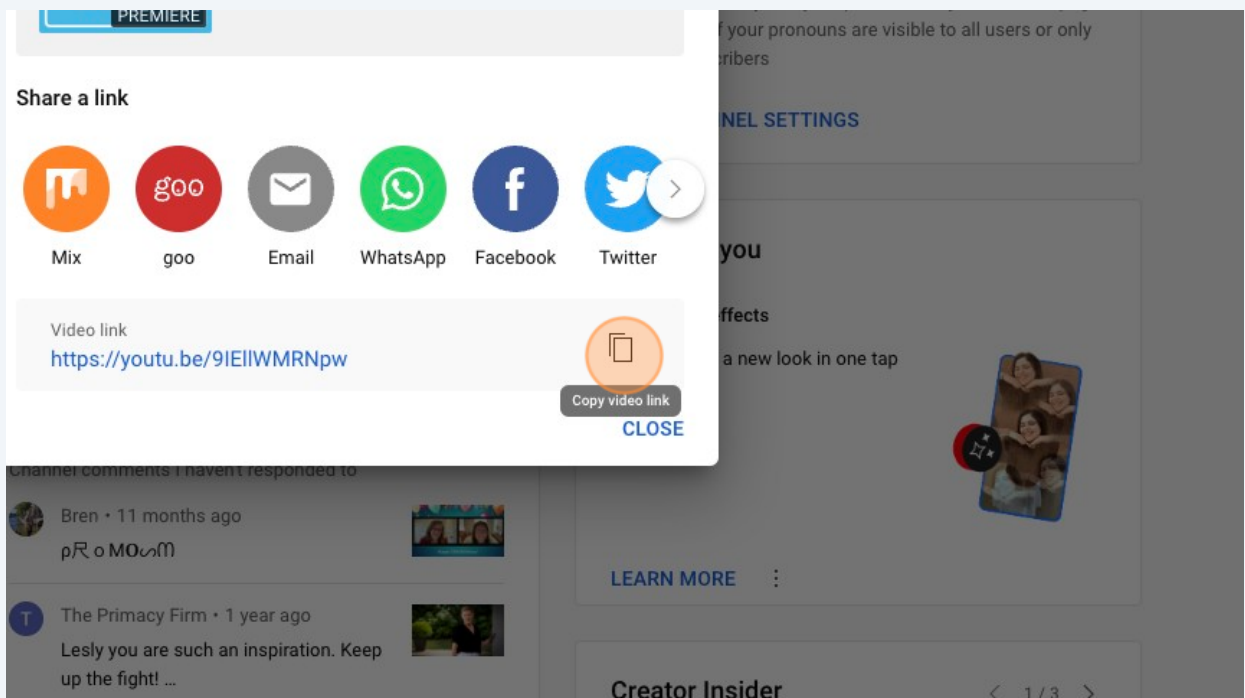 PREMIERE
Share a link
goo
Mix
goo
Email
WhatsApp
Facebook
Twitter
Video link
https://youtu.be/9IEllWMRNpw
Copy video link
CLOSE
Channel comments I haven't responded to
Bren • 11 months ago
ρ尺 o
The Primacy Firm • 1 year ago
T
Lesly you are such an inspiration. Keep
up the fight! ...
f your pronouns are visible to all users or only
cribers
NEL SETTINGS
you
ffects
a new look in one tap
LEARN MORE
Creator Insider
1 / 3